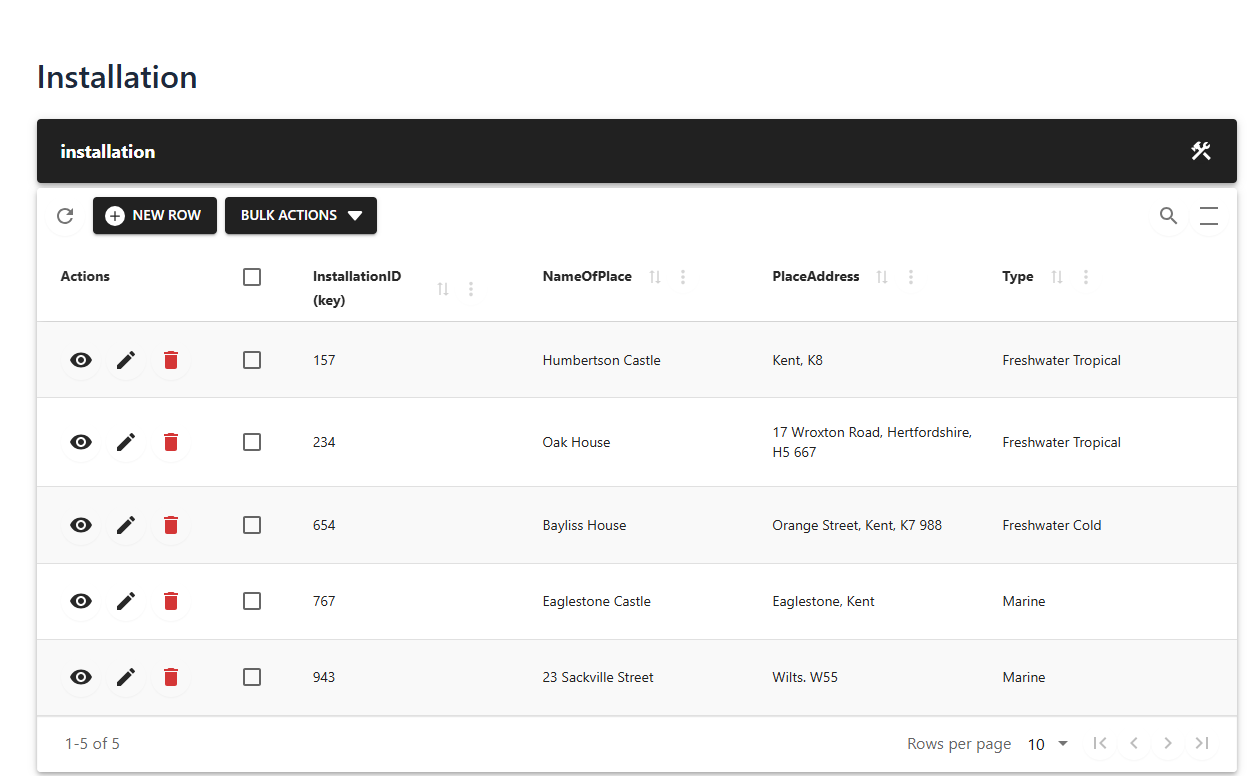 Installation
installation
NEW ROW BULK ACTIONS
Actions InstallationID (key) NameOfPlace PlaceAddress Type
157 Humbertson Castle Kent, K8 Freshwater Tropical
234 Oak House 17 Wroxton Road, Hertfordshire, H5 667 Freshwater Tropical
654 Bayliss House Orange Street, Kent, K7 988 Freshwater Cold
767 Eaglestone Castle Eaglestone, Kent Marine
943 23 Sackville Street Wilts. W55 Marine
1-5 of 5 Rows per page 10